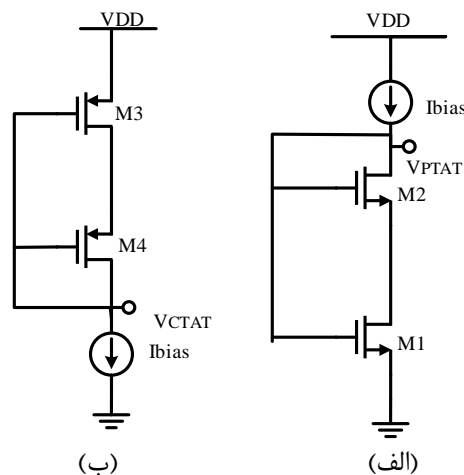 VDD
M3
M4
VCTAT
Ibias
(ب)
VDD
Ibias
VPTAT
M2
M1
(الف)